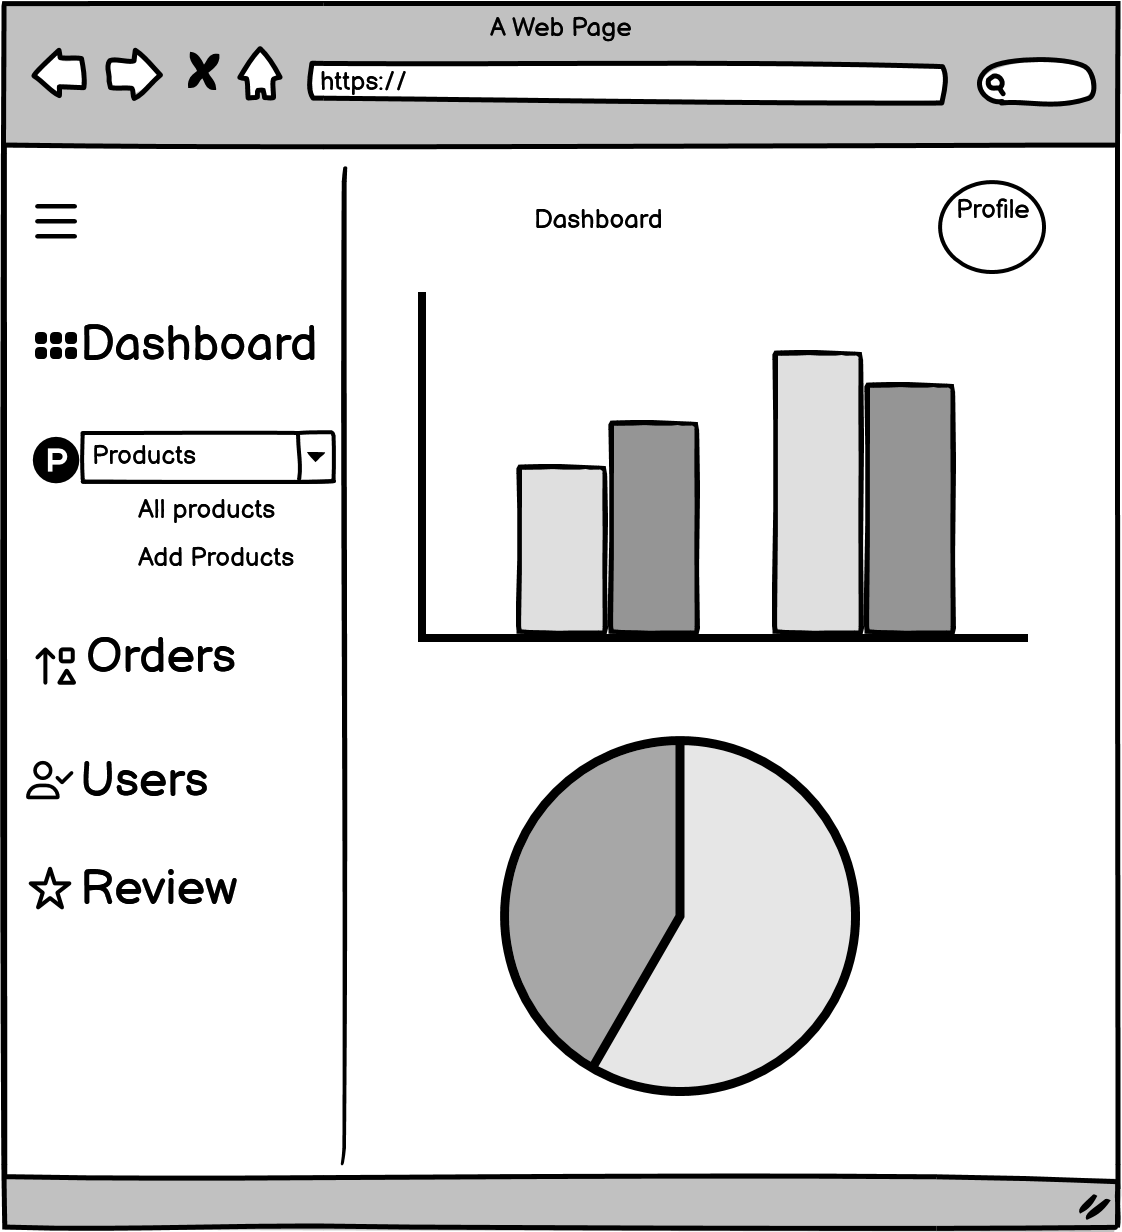 A Web Page
https://
Dashboard
Profile
Dashboard
P
Products
All products
Add Products
Orders
Users
Review